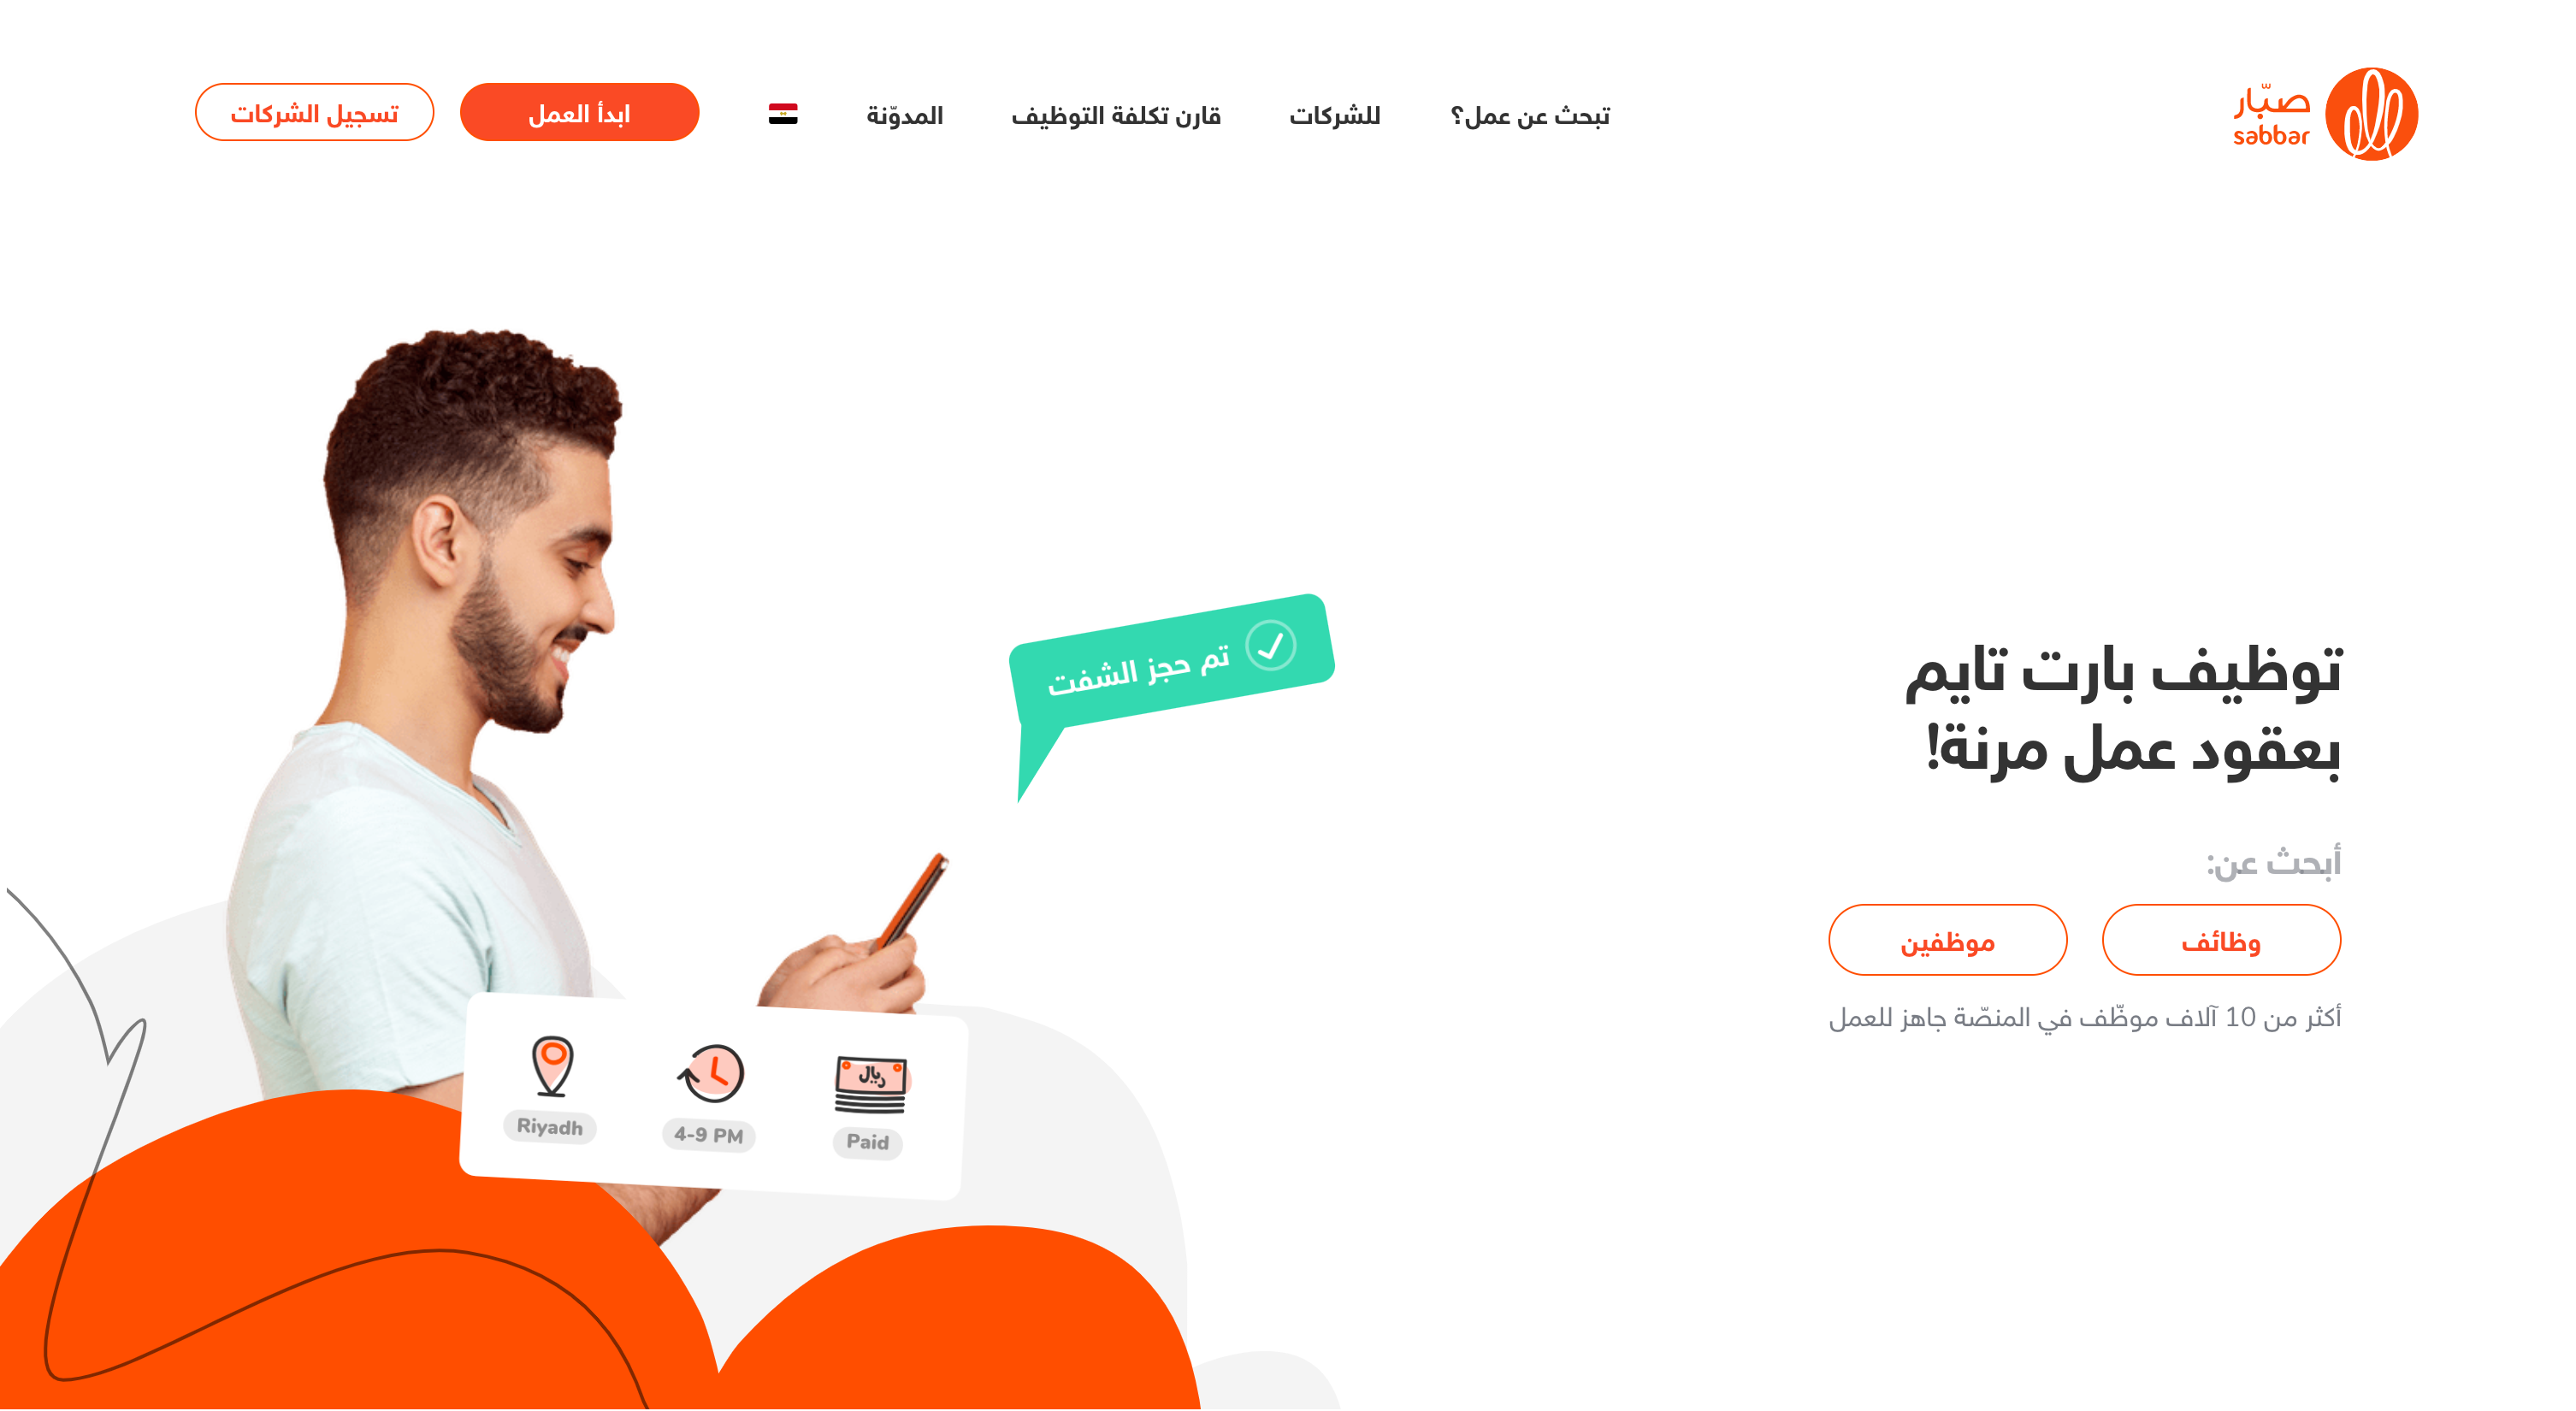 صبّار
sabbar
تبحث عن عمل؟
للشركات
قارن تكلفة التوظيف
المدوّنة
ابدأ العمل
تسجيل الشركات
توظيف بارت تايم
بعقود عمل مرنة!
أبحث عن:
وظائف
موظفين
أكثر من 10 آلاف موظّف في المنصّة جاهز للعمل
تم حجز الشفت
ريال
Riyadh
4-9 PM
Paid